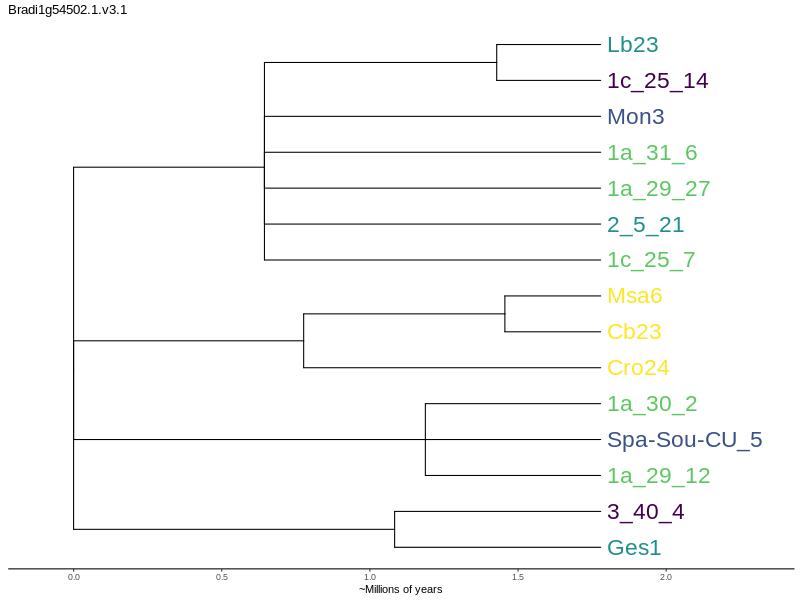 Bradi1g54502.1.v3.1
Lb23
1c_25_14
Mon3
1a_31_6
1a_29_27
2_5_21
1c_25_7
Msa6
Cb23
Cro24
1a_30_2
Spa-Sou-CU_5
1a_29_12
3_40_4
Ges1
0.0 0.5 1.0 1.5 2.0
~Millions of years